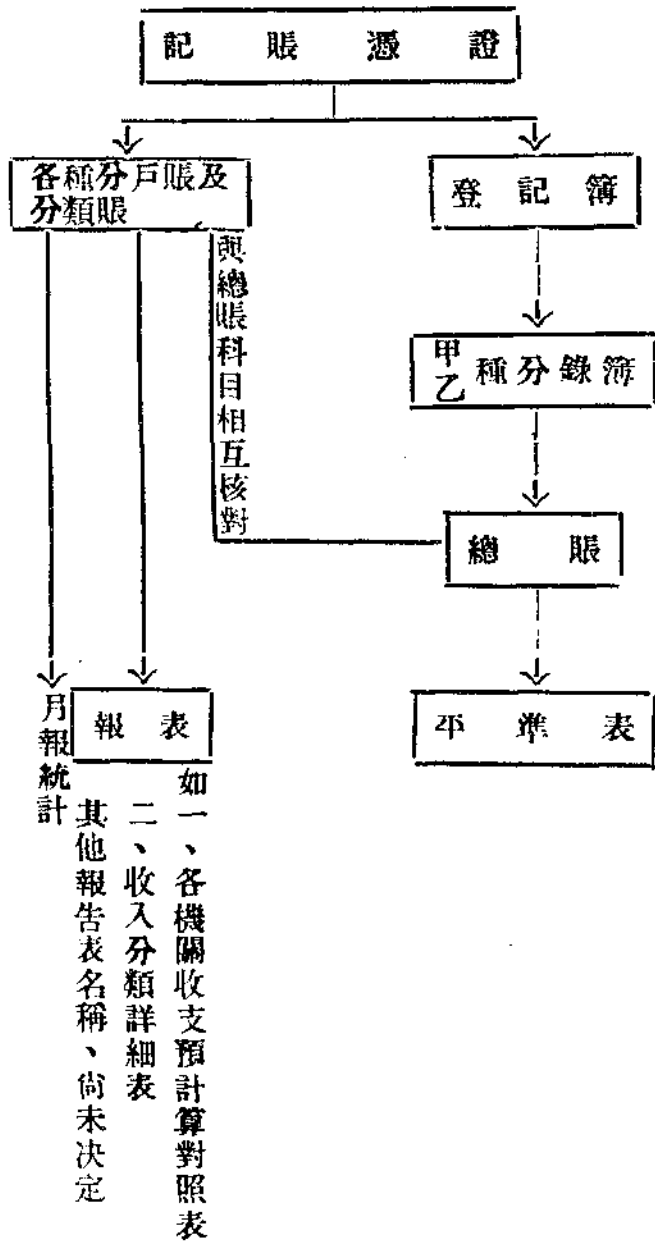 記賬憑證
各種分戶賬及
分類賬
登記簿
甲乙種分錄簿
與總賬科目相互核對
總賬
平準表
報表
月報統計
如一、各機關收支預計算對照表
二、收入分類詳細表
其他報告表名稱、尙未決定